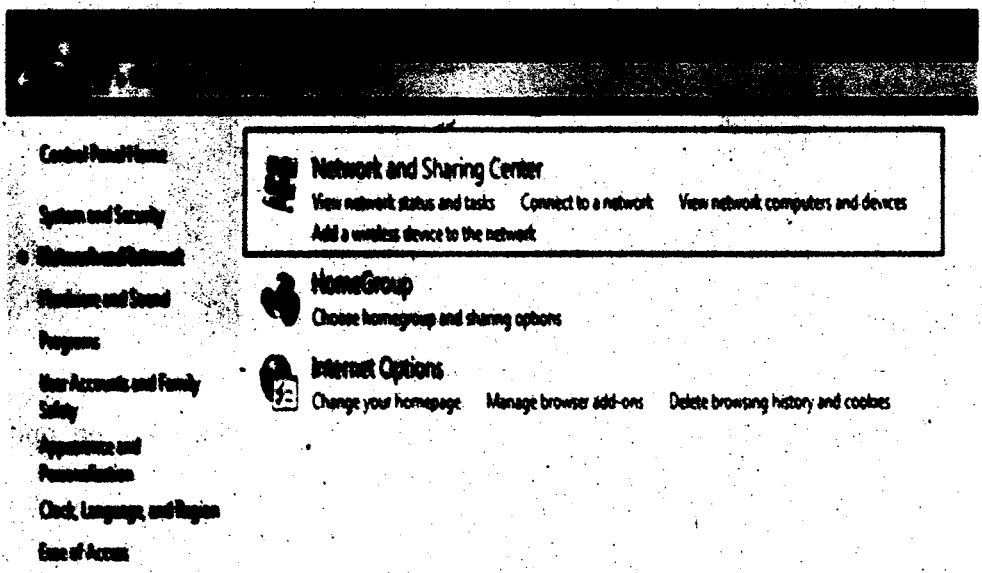 Control Panel Home
System and Security
Network and Internet
Hardware and Sound
Programs
User Accounts and Family
Safety
Appearance and
Personalization
Clock, Language, and Region
Ease of Access
Network and Sharing Center
View network status and tasks Connect to a network View network computers and devices
Add a wireless device to the network
HomeGroup
Choose homegroup and sharing options
Internet Options
Change your homepage Manage browser add-ons Delete browsing history and cookies